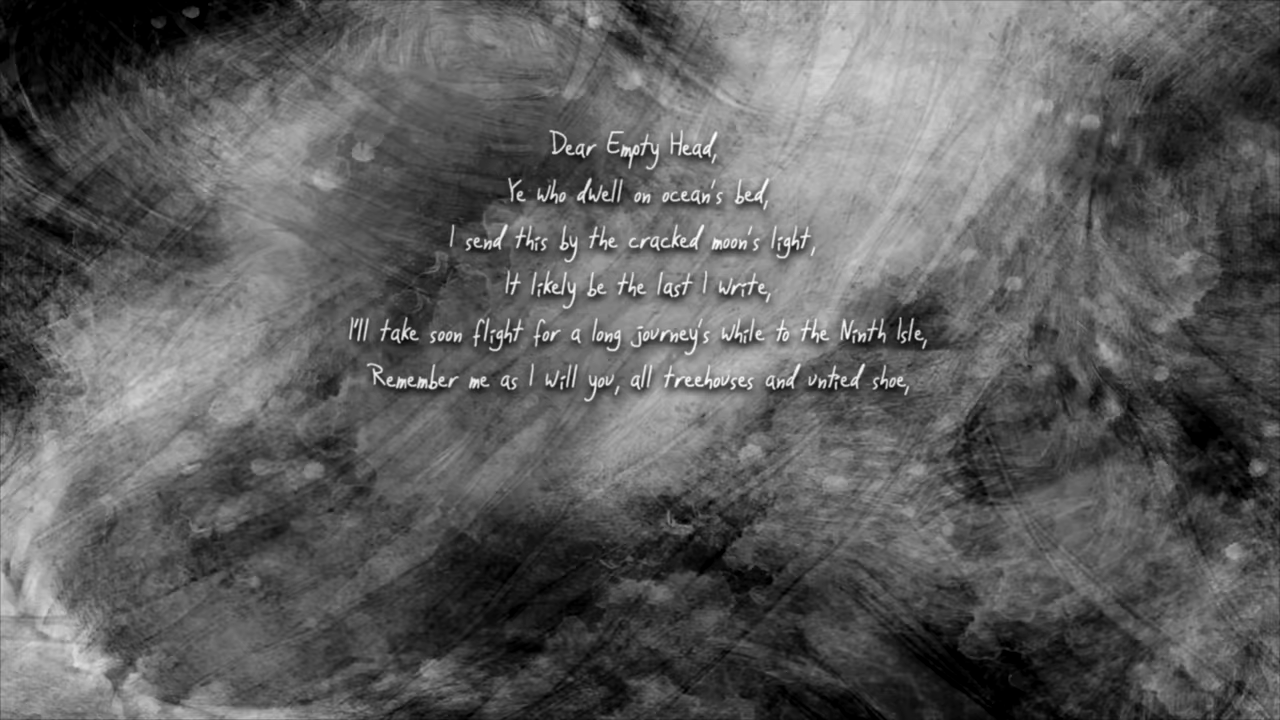 Dear Empty Head,
Ye who dwell on ocean's bed,
I send this by the cracked moon's light,
It likely be the last I write,
I'll take soon flight for a long journey's while to the Ninth Isle,
Remember me as I will you, all treehouses and untied shoe,